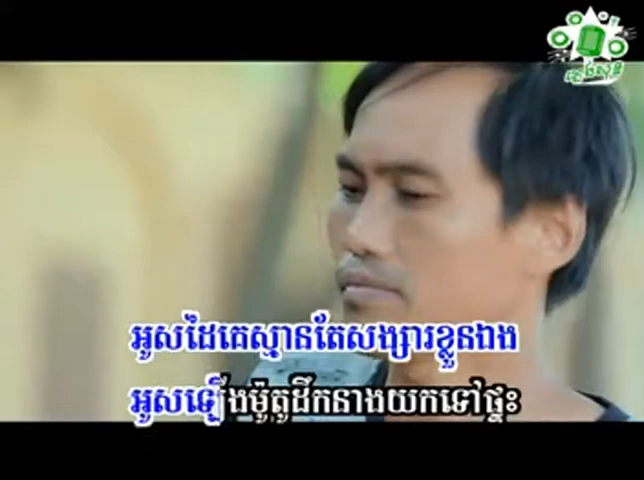 អូសដៃគេស្មានតែសង្សារខ្លួនឯង
អូសឡើងម៉ូតូដឹកនាងយកទៅផ្ទះ